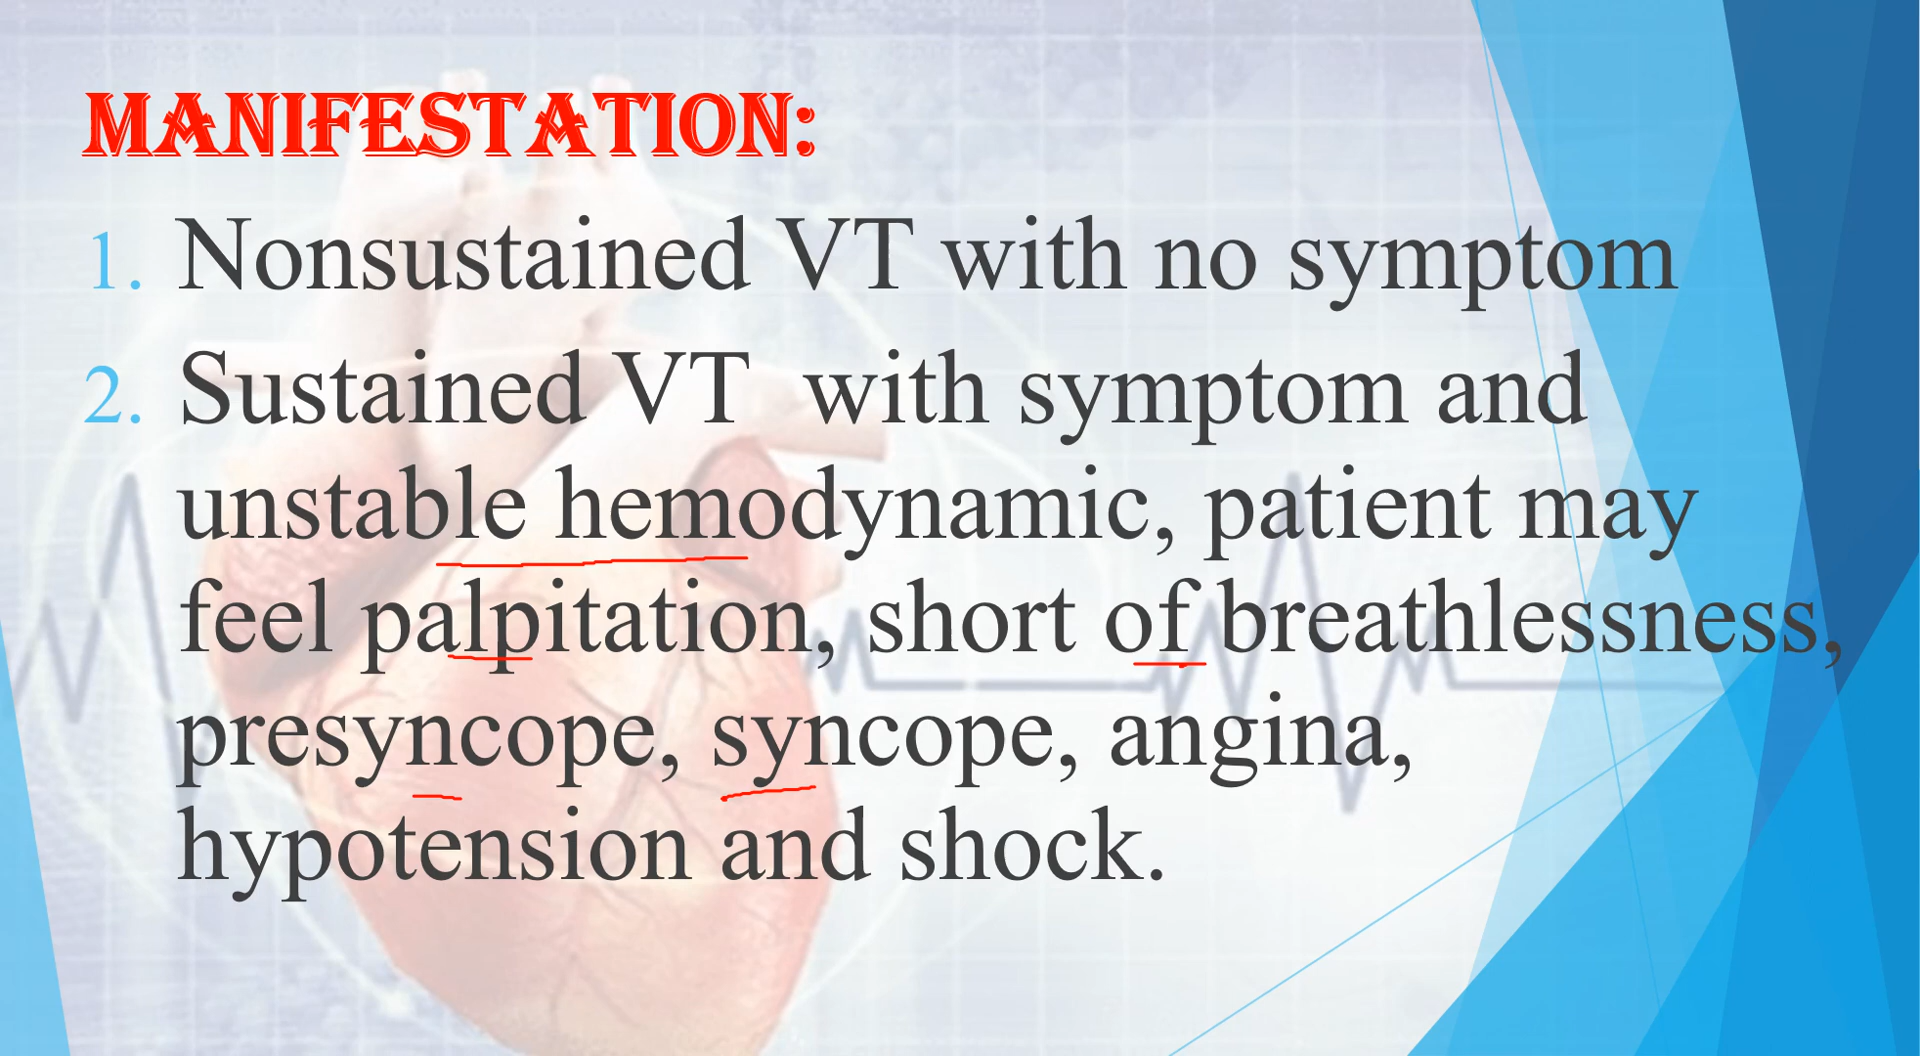 MANIFESTATION:
1. Nonsustained VT with no symptom
2. Sustained VT with symptom and
unstable hemodynamic, patient may
feel palpitation, short of breathlessness,
presyncope, syncope, angina,
hypotension and shock.